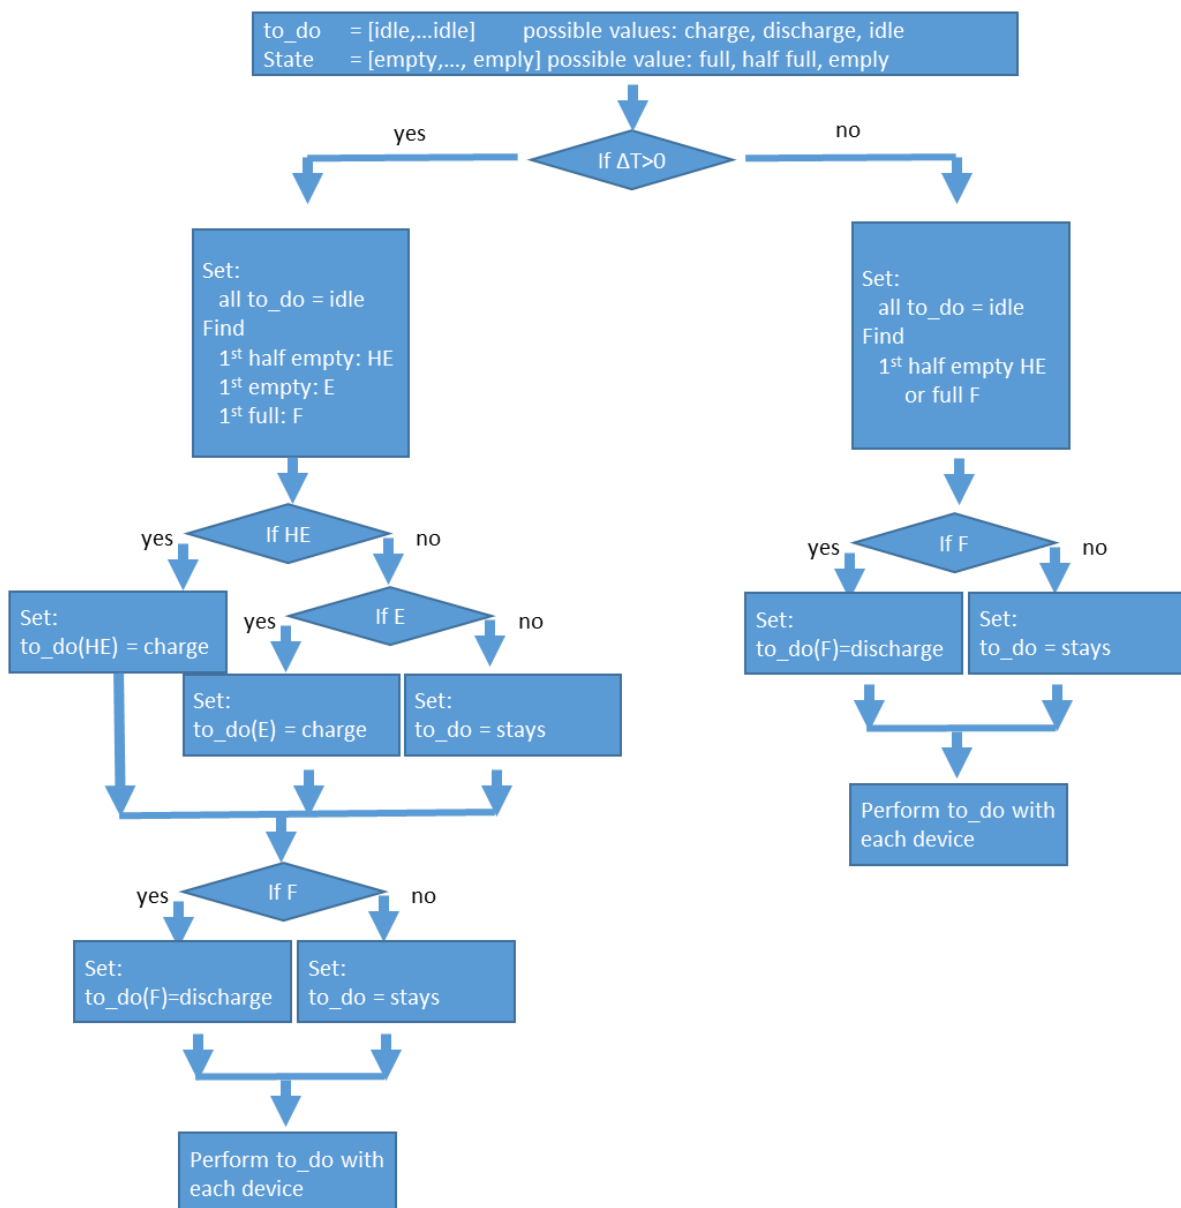 to_do = [idle,...idle] possible values: charge, discharge, idle
State = [empty,..., emply] possible value: full, half full, emply
yes
If ΔT>0
no
Set:
all to_do = idle
Find
1st half empty: HE
1st empty: E
1st full: F
Set:
all to_do = idle
Find
1st half empty HE
or full F
yes
If HE
no
yes
If F
no
Set:
to_do(HE) = charge
yes
If E
no
Set:
to_do(F)=discharge
Set:
to_do = stays
Set:
to_do(E) = charge
Set:
to_do = stays
Perform to_do with
each device
yes
If F
no
Set:
to_do(F)=discharge
Set:
to_do = stays
Perform to_do with
each device